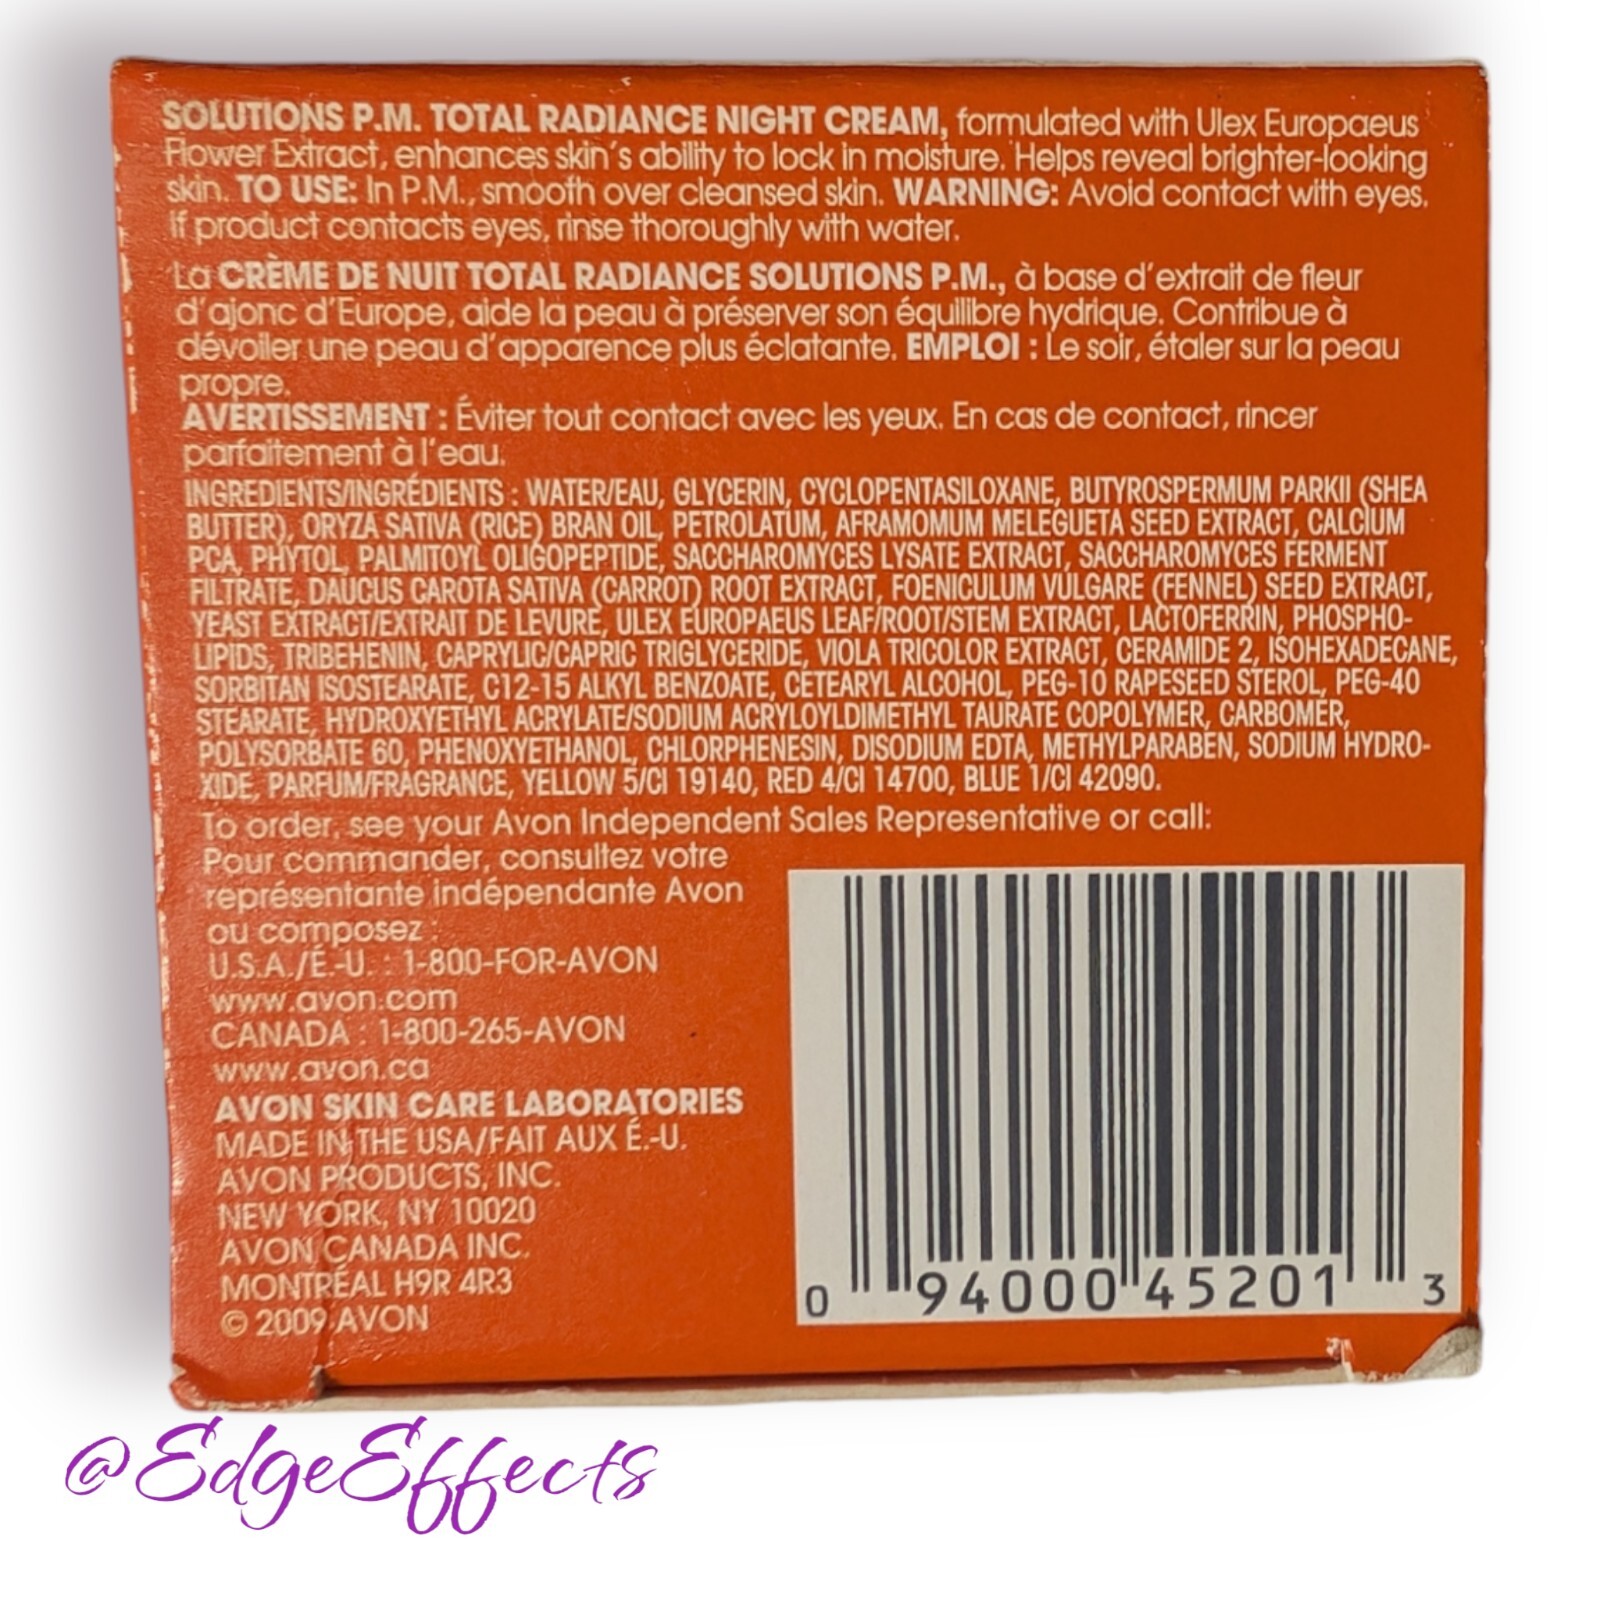 SOLUTIONS P.M. TOTAL RADIANCE NIGHT CREAM, formulated with Ulex Europaeus
Flower Extract, enhances skin's ability to lock in moisture. Helps reveal brighter-looking
skin. TO USE: In P.M., smooth over cleansed skin. WARNING: Avoid contact with eyes.
If product contacts eyes, rinse thoroughly with water.
La CRÈME DE NUIT TOTAL RADIANCE SOLUTIONS P.M., à base d'extrait de fleur
d'ajonc d'Europe, aide la peau à préserver son équilibre hydrique. Contribue à
dévoiler une peau d'apparence plus éclatante. EMPLOI : Le soir, étaler sur la peau
propre.
AVERTISSEMENT : Éviter tout contact avec les yeux. En cas de contact, rincer
parfaitement à l'eau.
INGREDIENTS/INGRÉDIENTS : WATER/EAU, GLYCERIN, CYCLOPENTASILOXANE, BUTYROSPERMUM PARKII (SHEA
BUTTER), ORYZA SATIVA (RICE) BRAN OIL, PETROLATUM, AFRAMOMUM MELEGUETA SEED EXTRACT, CALCIUM
PCA, PHYTOL, PALMITOYL OLIGOPEPTIDE, SACCHAROMYCES LYSATE EXTRACT, SACCHAROMYCES FERMENT
FILTRATE, DAUCUS CAROTA SATIVA (CARROT) ROOT EXTRACT, FOENICULUM VULGARE (FENNEL) SEED EXTRACT,
YEAST EXTRACT/EXTRAIT DE LEVURE, ULEX EUROPAEUS LEAF/ROOT/STEM EXTRACT, LACTOFERRIN, PHOSPHO-
LIPIDS, TRIBEHENIN, CAPRYLIC/CAPRIC TRIGLYCERIDE, VIOLA TRICOLOR EXTRACT, CERAMIDE 2, ISOHEXADECANE,
SORBITAN ISOSTEARATE, C12-15 ALKYL BENZOATE, CETEARYL ALCOHOL, PEG-10 RAPESEED STEROL, PEG-40
STEARATE, HYDROXYETHYL ACRYLATE/SODIUM ACRYLOYLDIMETHYL TAURATE COPOLYMER, CARBOMER,
POLYSORBATE 60, PHENOXYETHANOL, CHLORPHENESIN, DISODIUM EDTA, METHYLPARABEN, SODIUM HYDRO-
XIDE, PARFUM/FRAGRANCE, YELLOW 5/CI 19140, RED 4/CI 14700, BLUE 1/CI 42090.
To order, see your Avon Independent Sales Representative or call:
Pour commander, consultez votre
représentante indépendante Avon
ou composez :
U.S.A./É.-U. : 1-800-FOR-AVON
www.avon.com
CANADA : 1-800-265-AVON
www.avon.ca
AVON SKIN CARE LABORATORIES
MADE IN THE USA/FAIT AUX É.-U.
AVON PRODUCTS, INC.
NEW YORK, NY 10020
AVON CANADA INC.
MONTRÉAL H9R 4R3
© 2009 AVON
0 94000 45201 3
@EdgeEffects